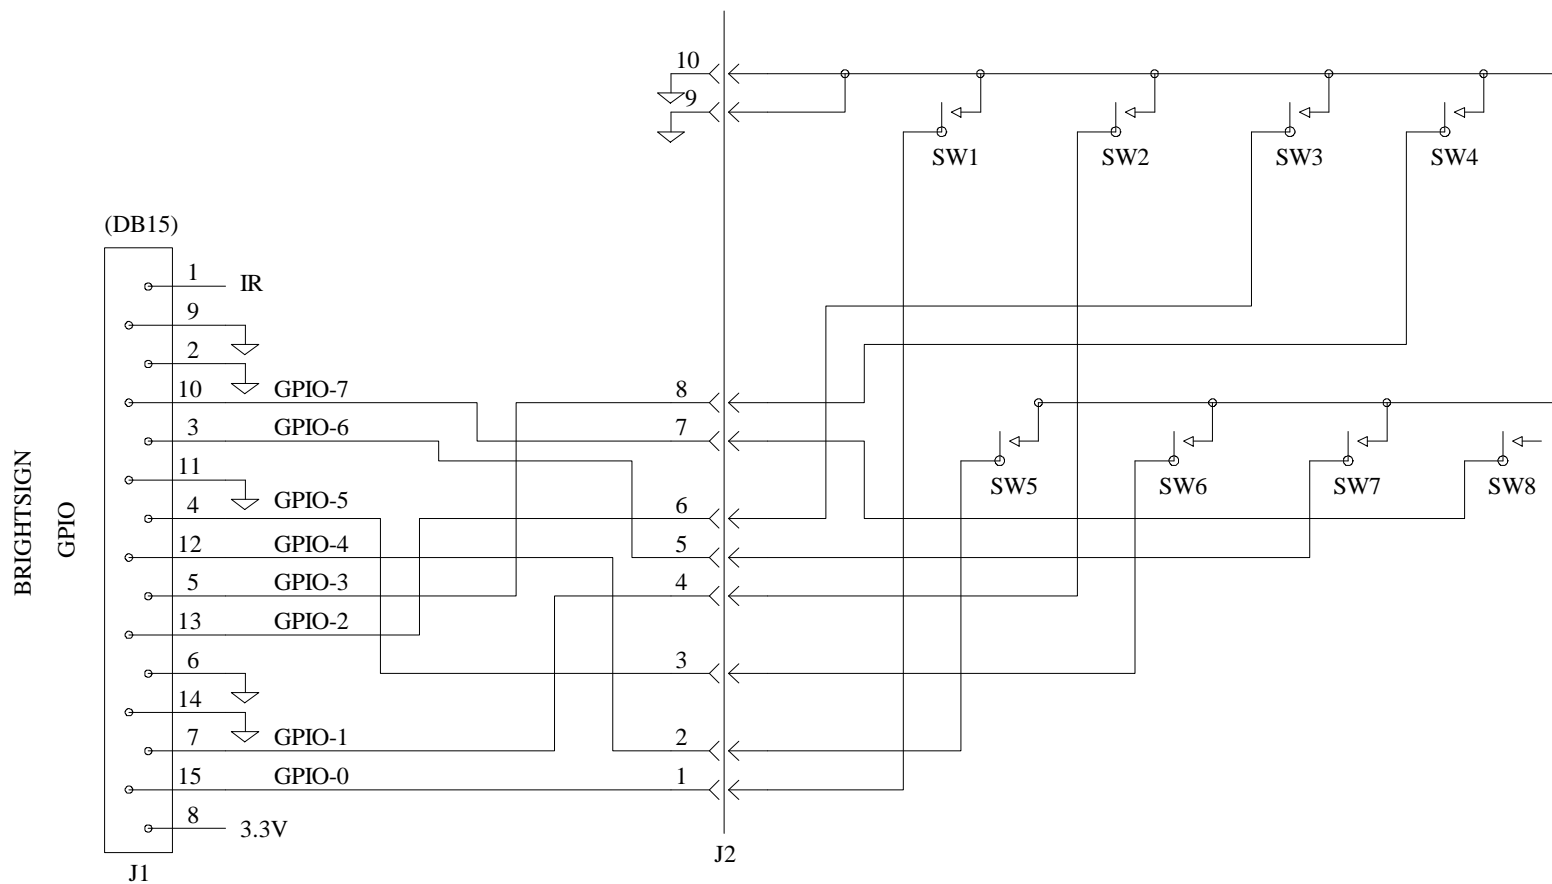 10
9
SW1
SW2
SW3
SW4
(DB15)
1
IR
9
2
10
GPIO-7
8
3
GPIO-6
7
11
4
GPIO-5
6
SW5
SW6
SW7
SW8
12
GPIO-4
5
5
GPIO-3
4
13
GPIO-2
6
3
14
7
GPIO-1
2
15
GPIO-0
1
8
3.3V
J1
J2
BRIGHTSIGN
GPIO